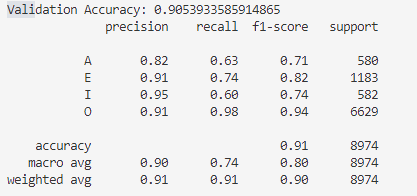 Validation Accuracy: 0.9053933585914865
precision recall f1-score support
A 0.82 0.63 0.71 580
E 0.91 0.74 0.82 1183
I 0.95 0.60 0.74 582
O 0.91 0.98 0.94 6629
accuracy 0.91 8974
macro avg 0.90 0.74 0.80 8974
weighted avg 0.91 0.91 0.90 8974